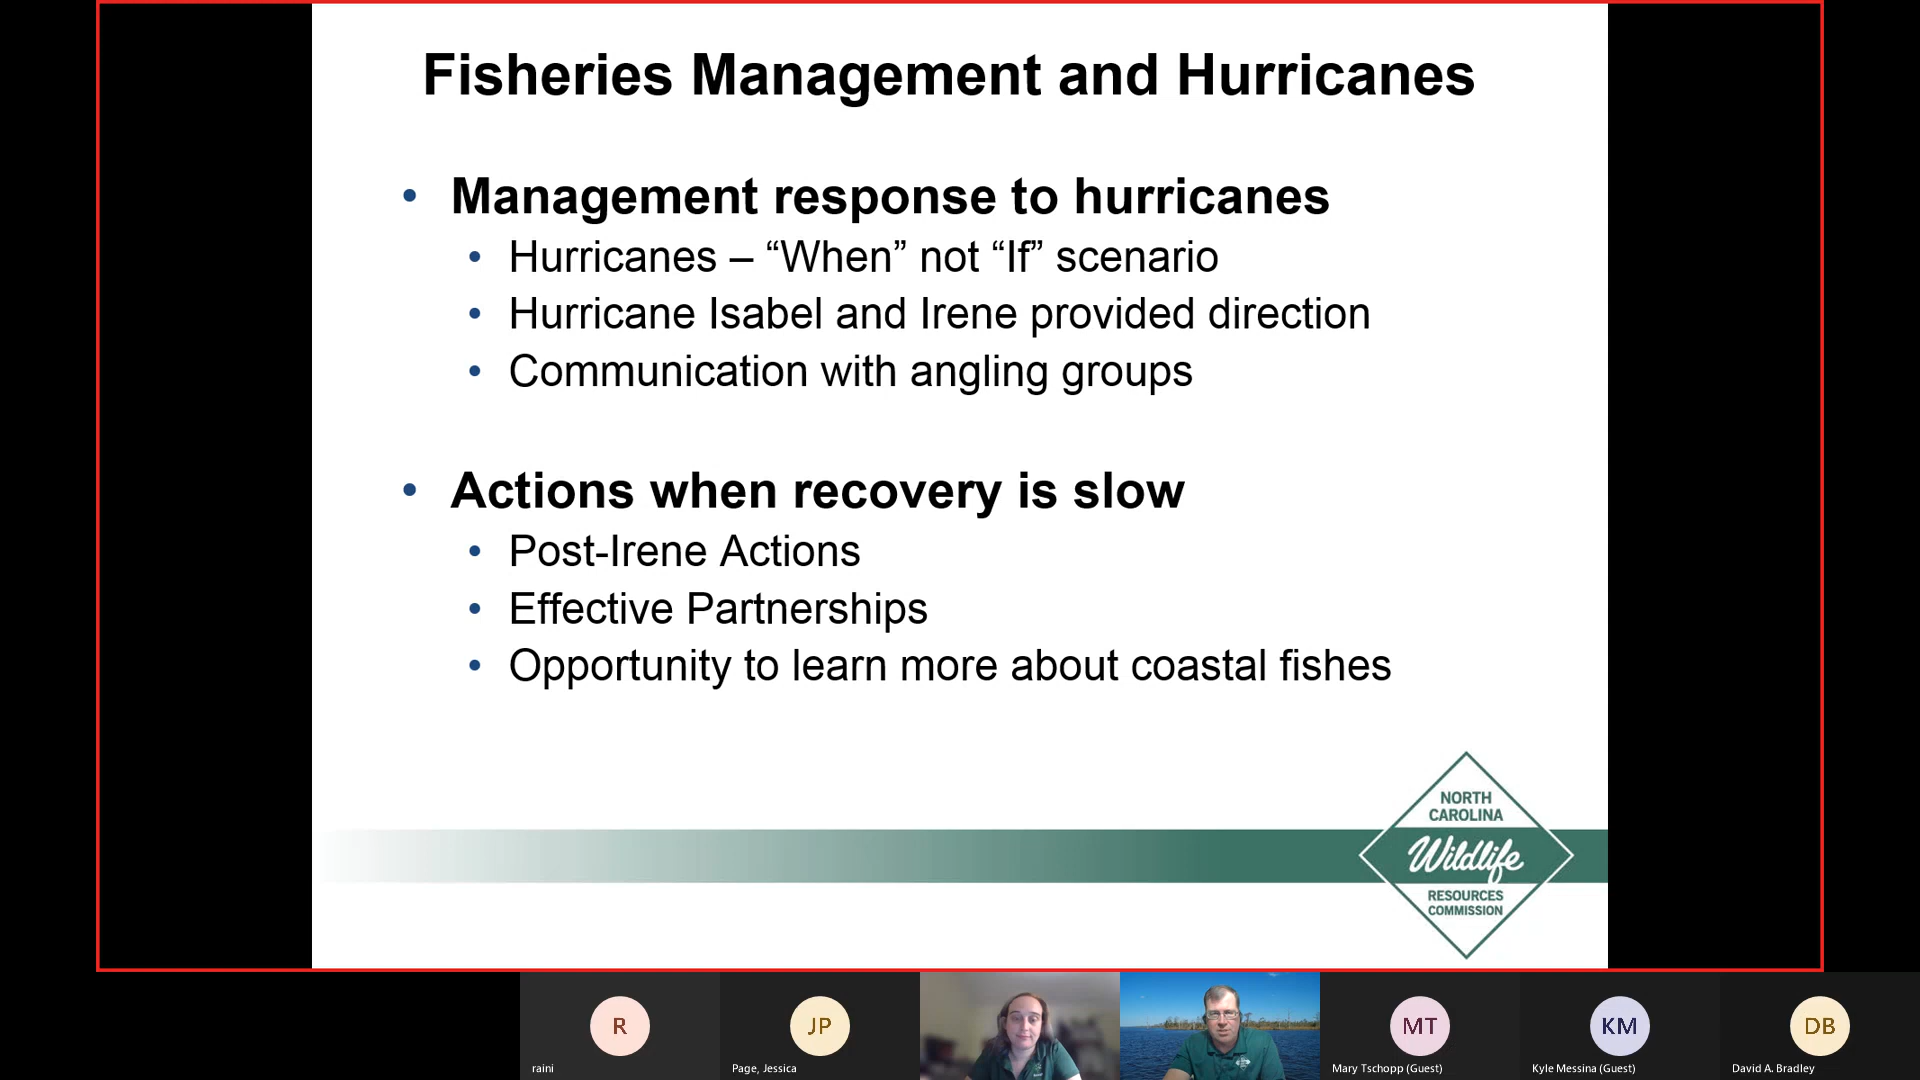 Fisheries Management and Hurricanes
• Management response to hurricanes
• Hurricanes – “When” not “If” scenario
• Hurricane Isabel and Irene provided direction
• Communication with angling groups
• Actions when recovery is slow
• Post-Irene Actions
• Effective Partnerships
• Opportunity to learn more about coastal fishes
NORTH
CAROLINA
Wildlife
RESOURCES
COMMISSION
R
raini
JP
Page, Jessica
MT
Mary Tschopp (Guest)
KM
Kyle Messina (Guest)
DB
David A. Bradley